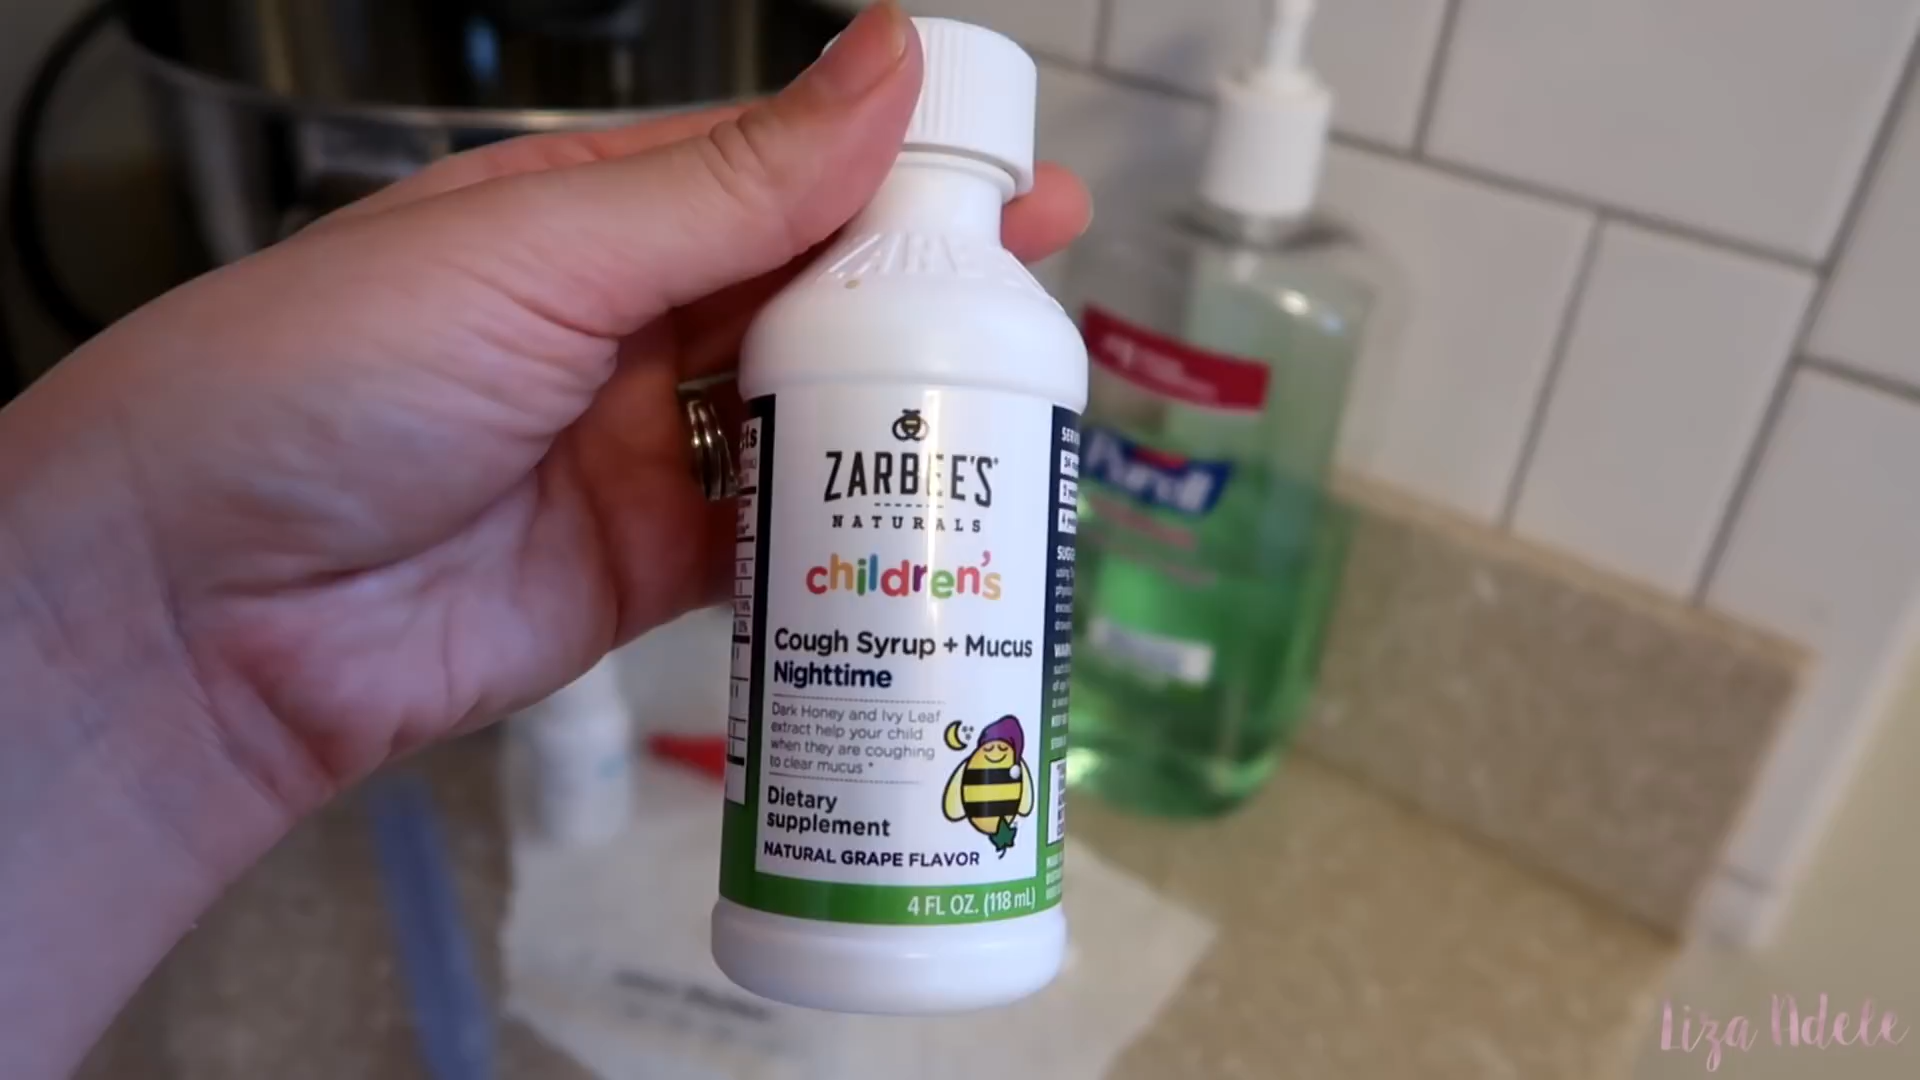 ZARBEE'S
NATURALS
children's
Cough Syrup + Mucus
Nighttime
Dark Honey and Ivy Leaf
extract help your child
when they are coughing
to clear mucus *
Dietary
supplement
NATURAL GRAPE FLAVOR
4 FL OZ. (118 mL)
Purell
Liza Adele